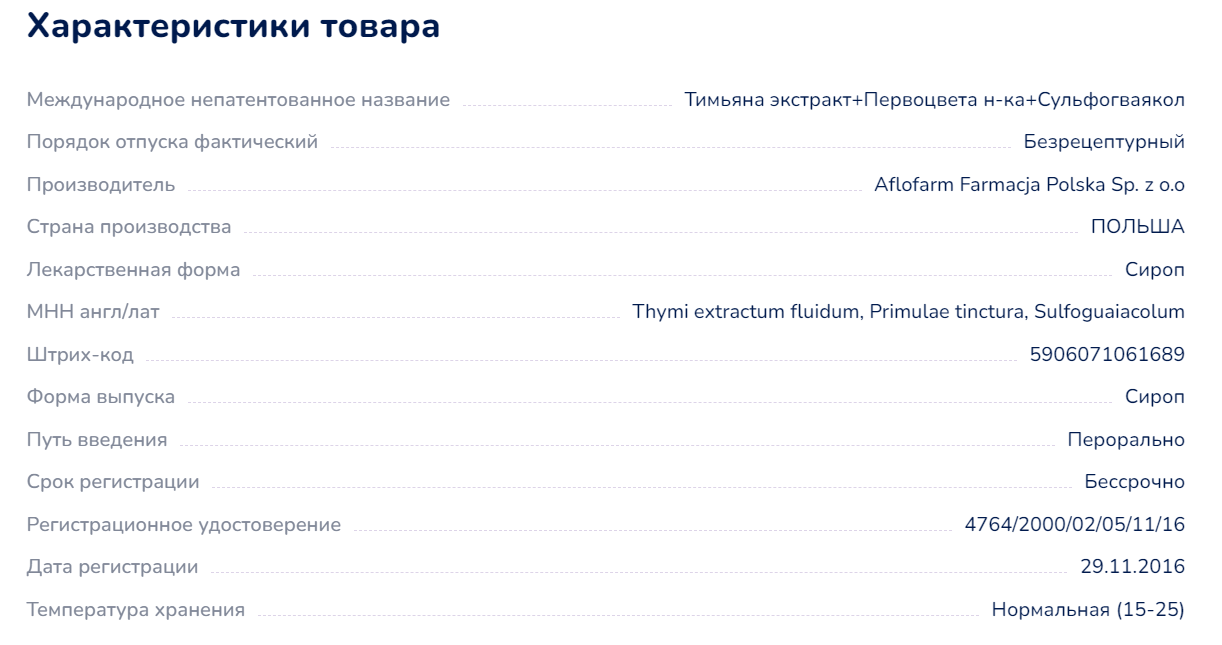 Характеристики товара
Международное непатентованное название Тимьяна экстракт+Первоцвета н-ка+Сульфогваякол
Порядок отпуска фактический Безрецептурный
Производитель Aflofarm Farmacja Polska Sp. z o.o
Страна производства ПОЛЬША
Лекарственная форма Сироп
МНН англ/лат Thymi extractum fluidum, Primulae tinctura, Sulfoguaiacolum
Штрих-код 5906071061689
Форма выпуска Сироп
Путь введения Перорально
Срок регистрации Бессрочно
Регистрационное удостоверение 4764/2000/02/05/11/16
Дата регистрации 29.11.2016
Температура хранения Нормальная (15-25)